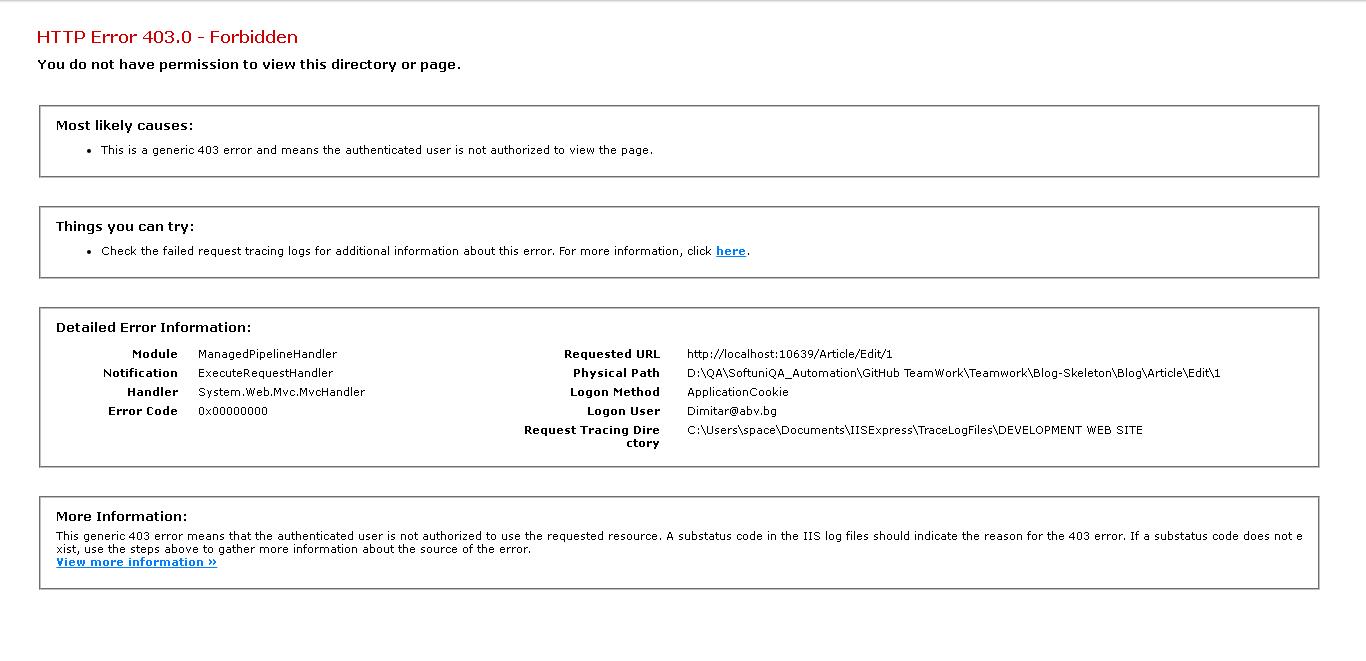 HTTP Error 403.0 - Forbidden
You do not have permission to view this directory or page.
Most likely causes:
• This is a generic 403 error and means the authenticated user is not authorized to view the page.
Things you can try:
• Check the failed request tracing logs for additional information about this error. For more information, click here.
Detailed Error Information:
Module ManagedPipelineHandler
Notification ExecuteRequestHandler
Handler System.Web.Mvc.MvcHandler
Error Code 0x00000000
Requested URL http://localhost:10639/Article/Edit/1
Physical Path D:\QA\SoftuniQA_Automation\GitHub TeamWork\Teamwork\Blog-Skeleton\Blog\Article\Edit\1
Logon Method ApplicationCookie
Logon User Dimitar@abv.bg
Request Tracing Dire
ctory C:\Users\space\Documents\IISExpress\TraceLogFiles\DEVELOPMENT WEB SITE
More Information:
This generic 403 error means that the authenticated user is not authorized to use the requested resource. A substatus code in the IIS log files should indicate the reason for the 403 error. If a substatus code does not e
xist, use the steps above to gather more information about the source of the error.
View more information »